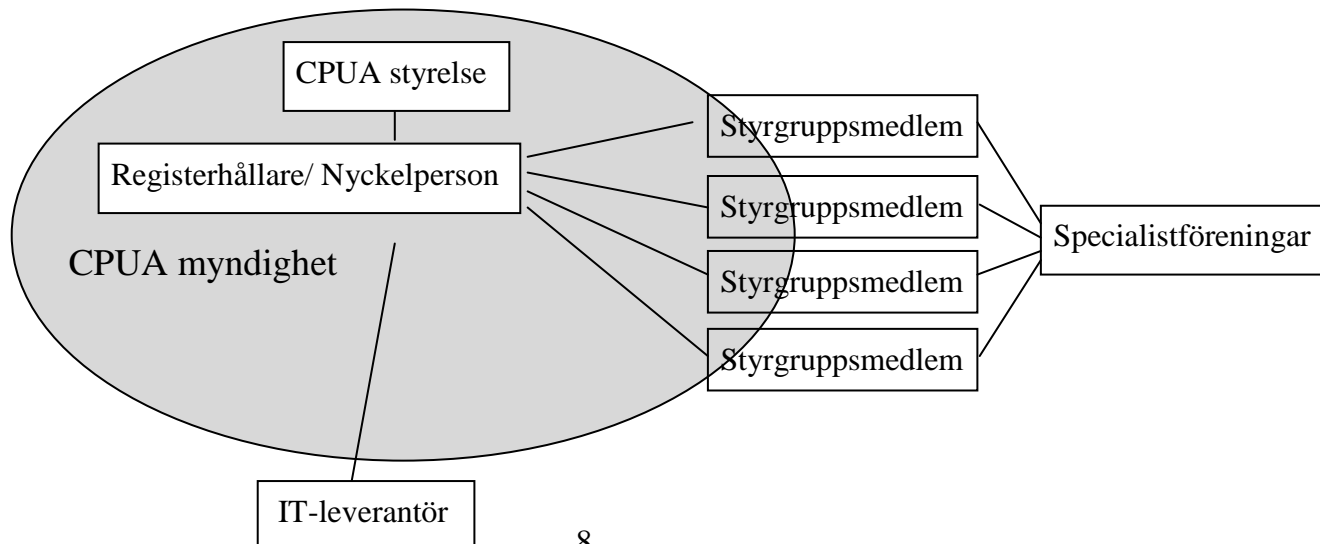 CPUA styrelse
Registerhållare/ Nyckelperson
CPUA myndighet
Styrgruppsmedlem
Styrgruppsmedlem
Styrgruppsmedlem
Styrgruppsmedlem
Specialistföreningar
IT-leverantör
8